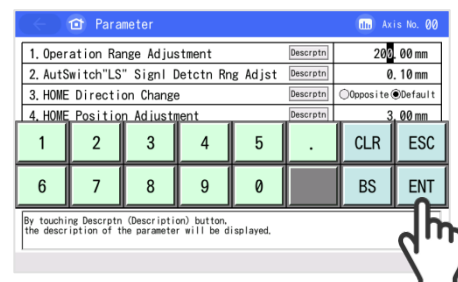 Parameter Axis No. 00
1. Operation Range Adjustment Descrptn 200.00 mm
2. AutSwitch"LS" Signl Detctn Rng Adjst Descrptn 0.10 mm
3. HOME Direction Change Descrptn Opposite Default
4. HOME Position Adjustment Descrptn 3.00 mm
1 2 3 4 5 . CLR ESC
6 7 8 9 0 BS ENT
By touching Descrptn (Description) button.
the description of the parameter will be displayed.